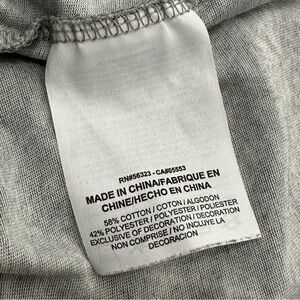 RN#56323 - CA#05553
MADE IN CHINA/FABRIQUE EN
CHINE/HECHO EN CHINA
58% COTTON / COTON / ALGODÓN
42% POLYESTER / POLYESTER / POLIESTER
EXCLUSIVE OF DECORATION / DECORATION
NON COMPRISE / NO INCLUYE LA
DECORACION